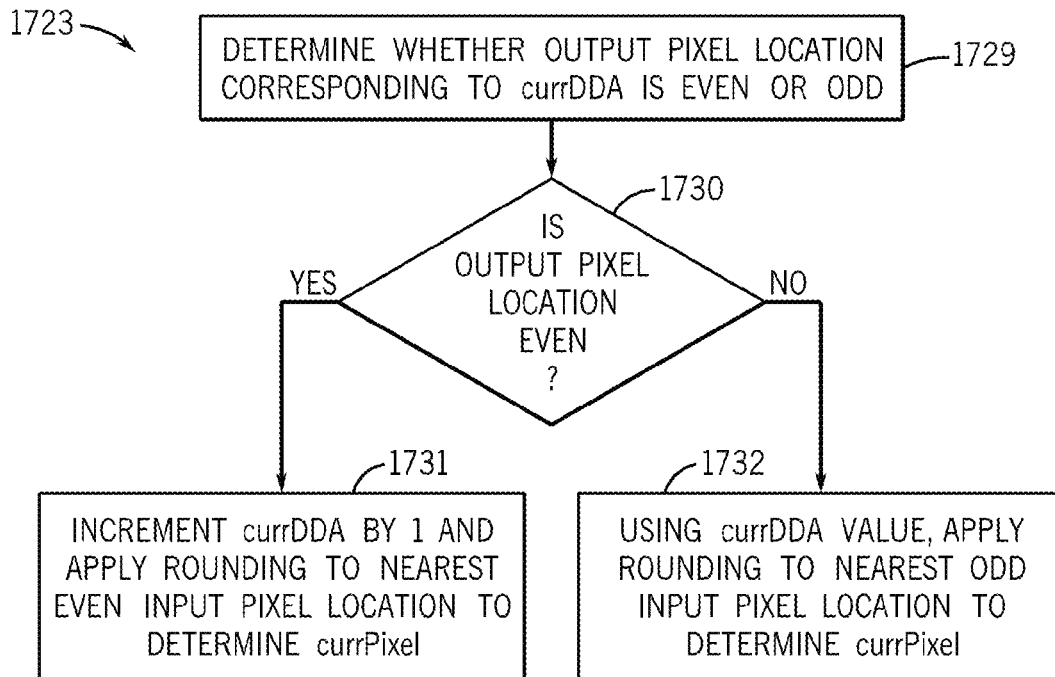 1723
DETERMINE WHETHER OUTPUT PIXEL LOCATION
CORRESPONDING TO currDDA IS EVEN OR ODD
1729
1730
IS
OUTPUT PIXEL
LOCATION
EVEN
?
YES
NO
1731
INCREMENT currDDA BY 1 AND
APPLY ROUNDING TO NEAREST
EVEN INPUT PIXEL LOCATION TO
DETERMINE currPixel
1732
USING currDDA VALUE, APPLY
ROUNDING TO NEAREST ODD
INPUT PIXEL LOCATION TO
DETERMINE currPixel